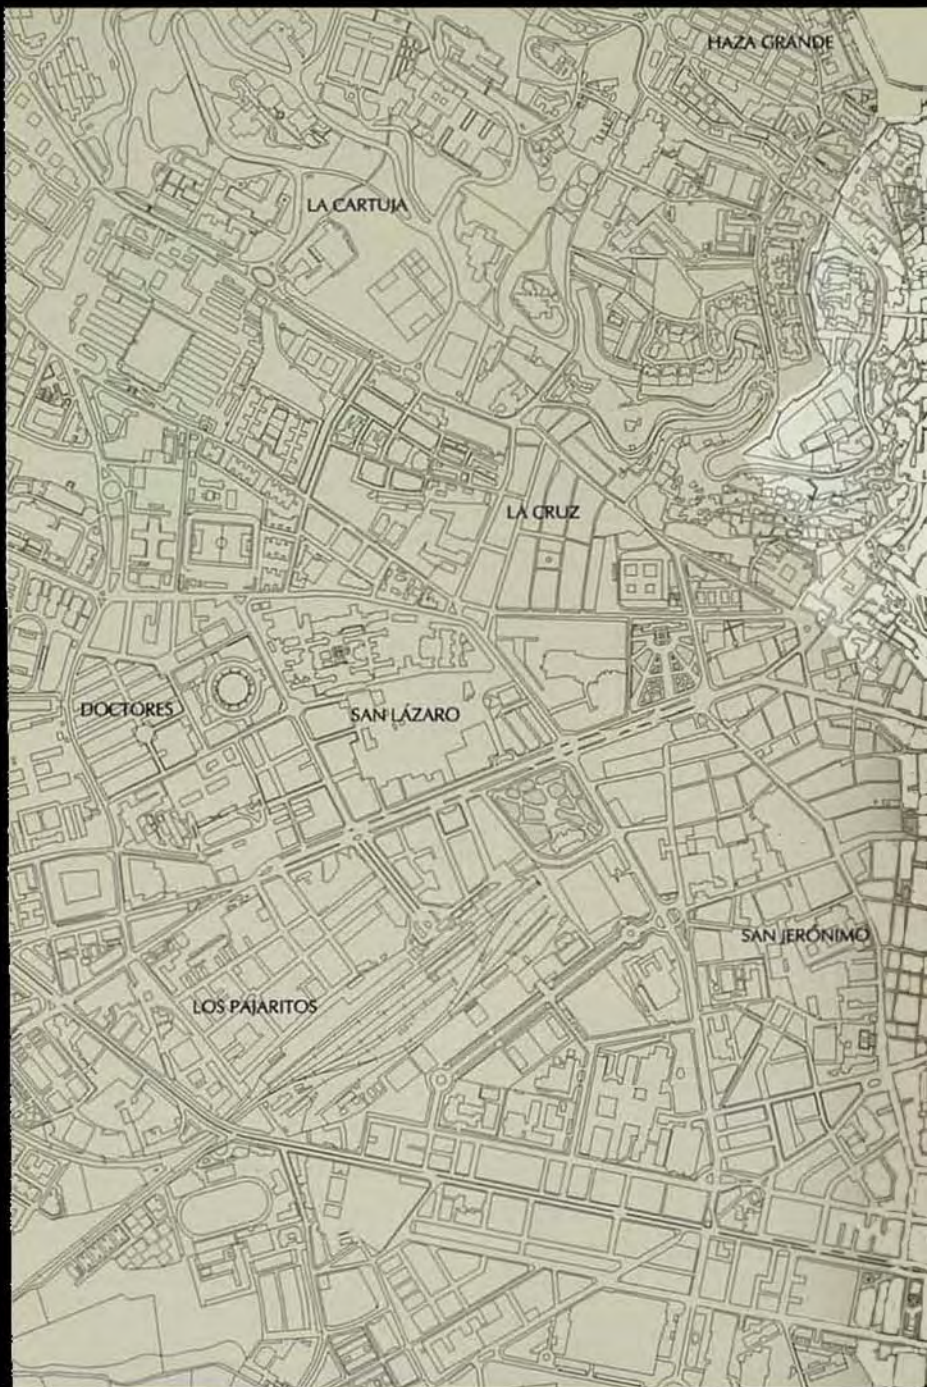 HAZA GRANDE
LA CARTUJA
LA CRUZ
DOCTORES
SAN LÁZARO
SAN JERÓNIMO
LOS PAJARITOS